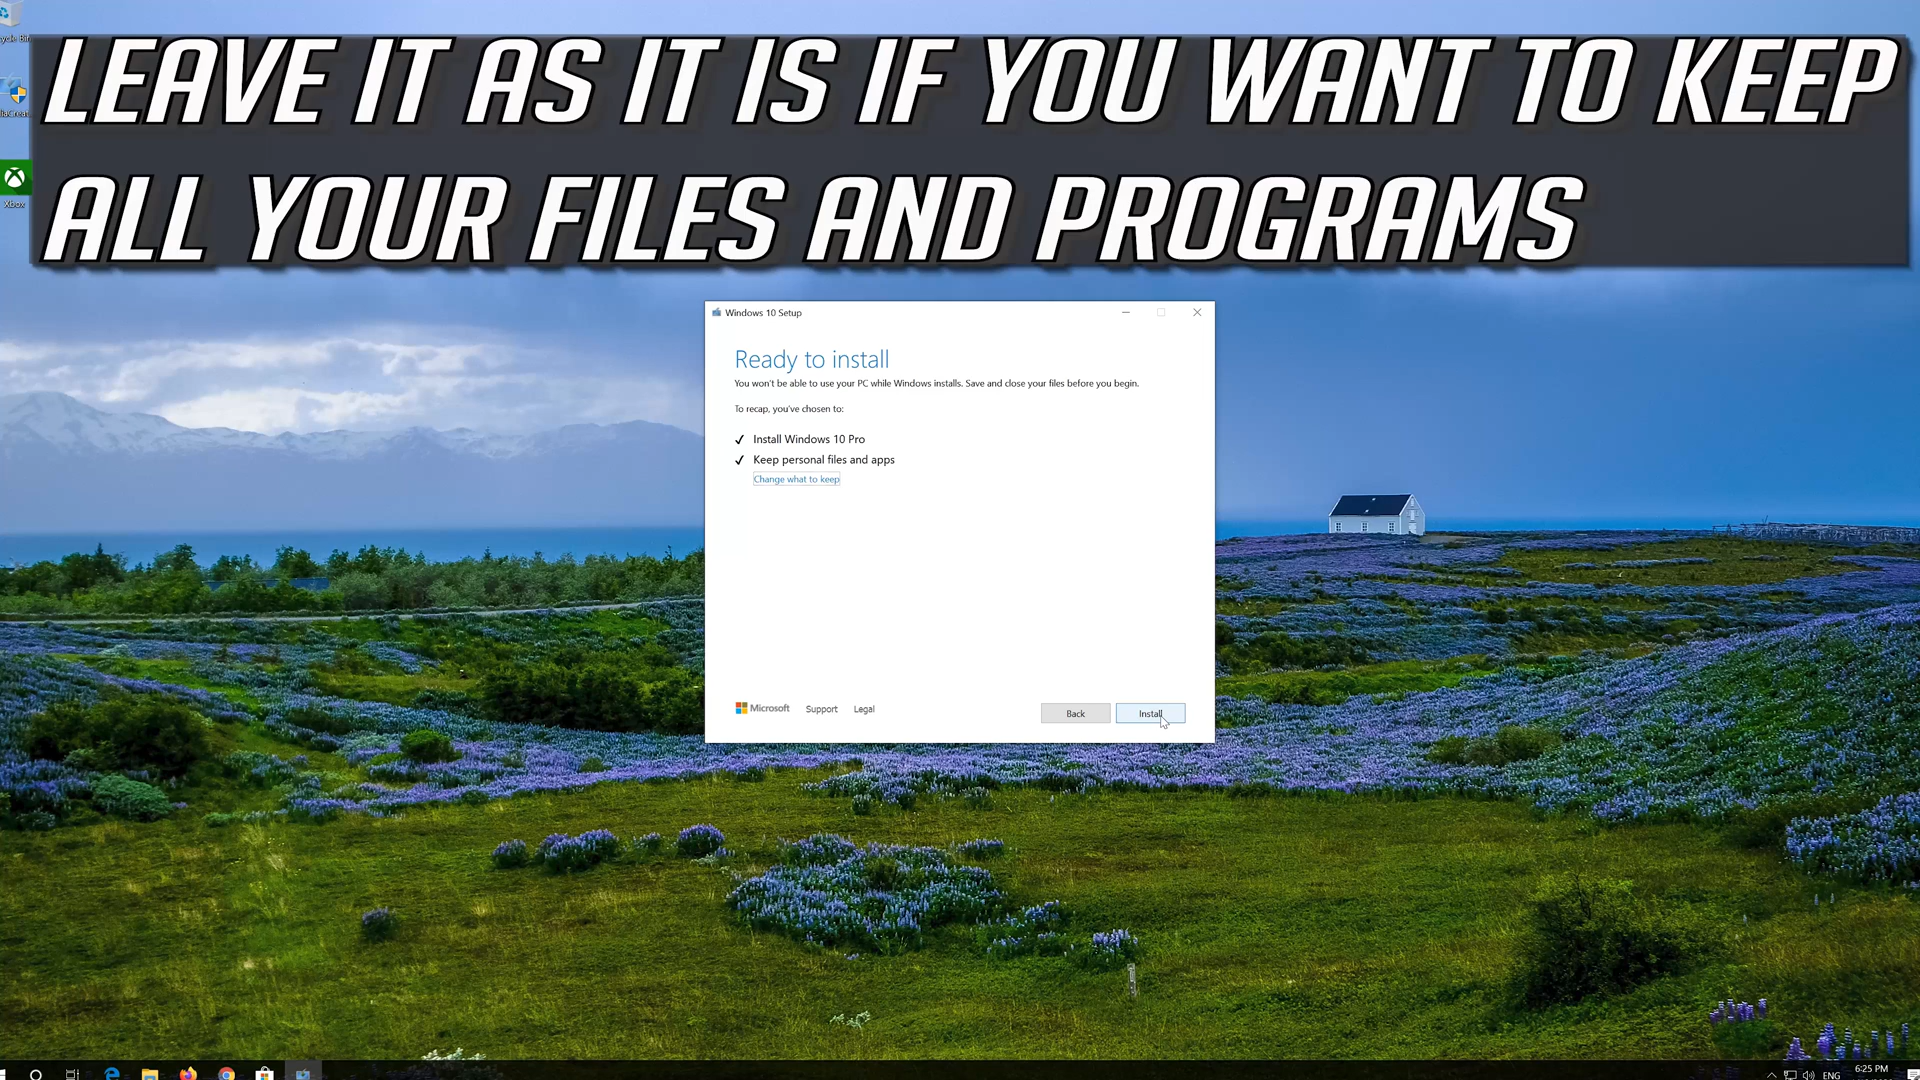 LEAVE IT AS IT IS IF YOU WANT TO KEEP
ALL YOUR FILES AND PROGRAMS
Xbox
Windows 10 Setup
Ready to install
You won't be able to use your PC while Windows installs. Save and close your files before you begin.
To recap, you've chosen to:
Install Windows 10 Pro
Keep personal files and apps
Change what to keep
Microsoft Support Legal
Back Install
ENG 6:25 PM